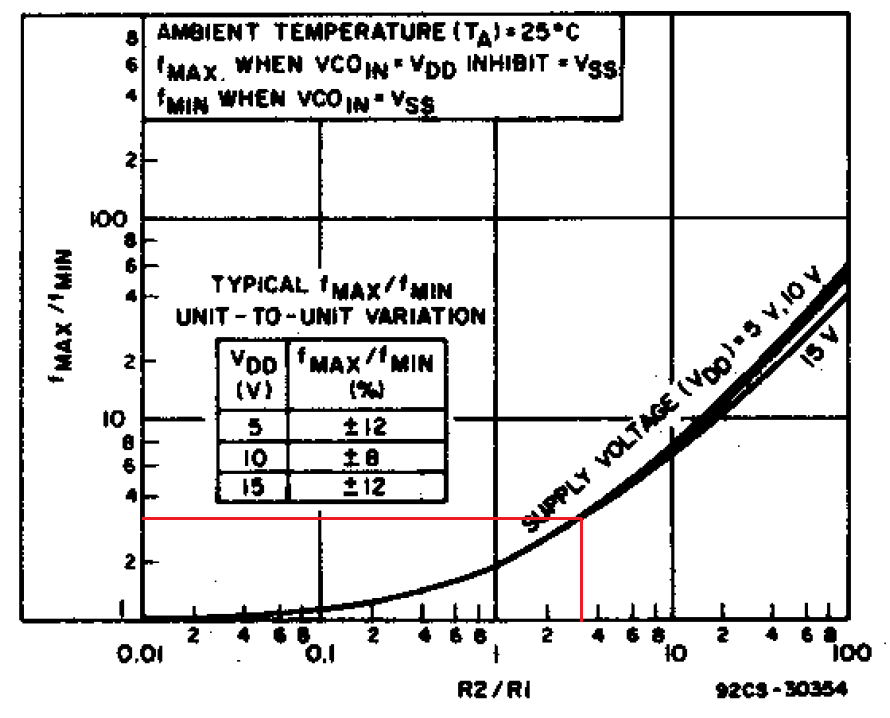 AMBIENT TEMPERATURE (TA) = 25°C
fMAX. WHEN VCOIN = VDD INHIBIT = VSS
fMIN WHEN VCOIN = VSS
8
6
4
2
100
8
6
4
2
10
8
6
4
2
1
fMAX/fMIN
TYPICAL fMAX/fMIN
UNIT-TO-UNIT VARIATION
VDD (V) fMAX/fMIN (%)
5 ±12
10 ±8
15 ±12
SUPPLY VOLTAGE (VDD) = 5 V, 10 V
15 V
2 4 6 8 2 4 6 8 2 4 6 8 2 4 6 8
0.01 0.1 1 10 100
R2/R1
92CS-30354